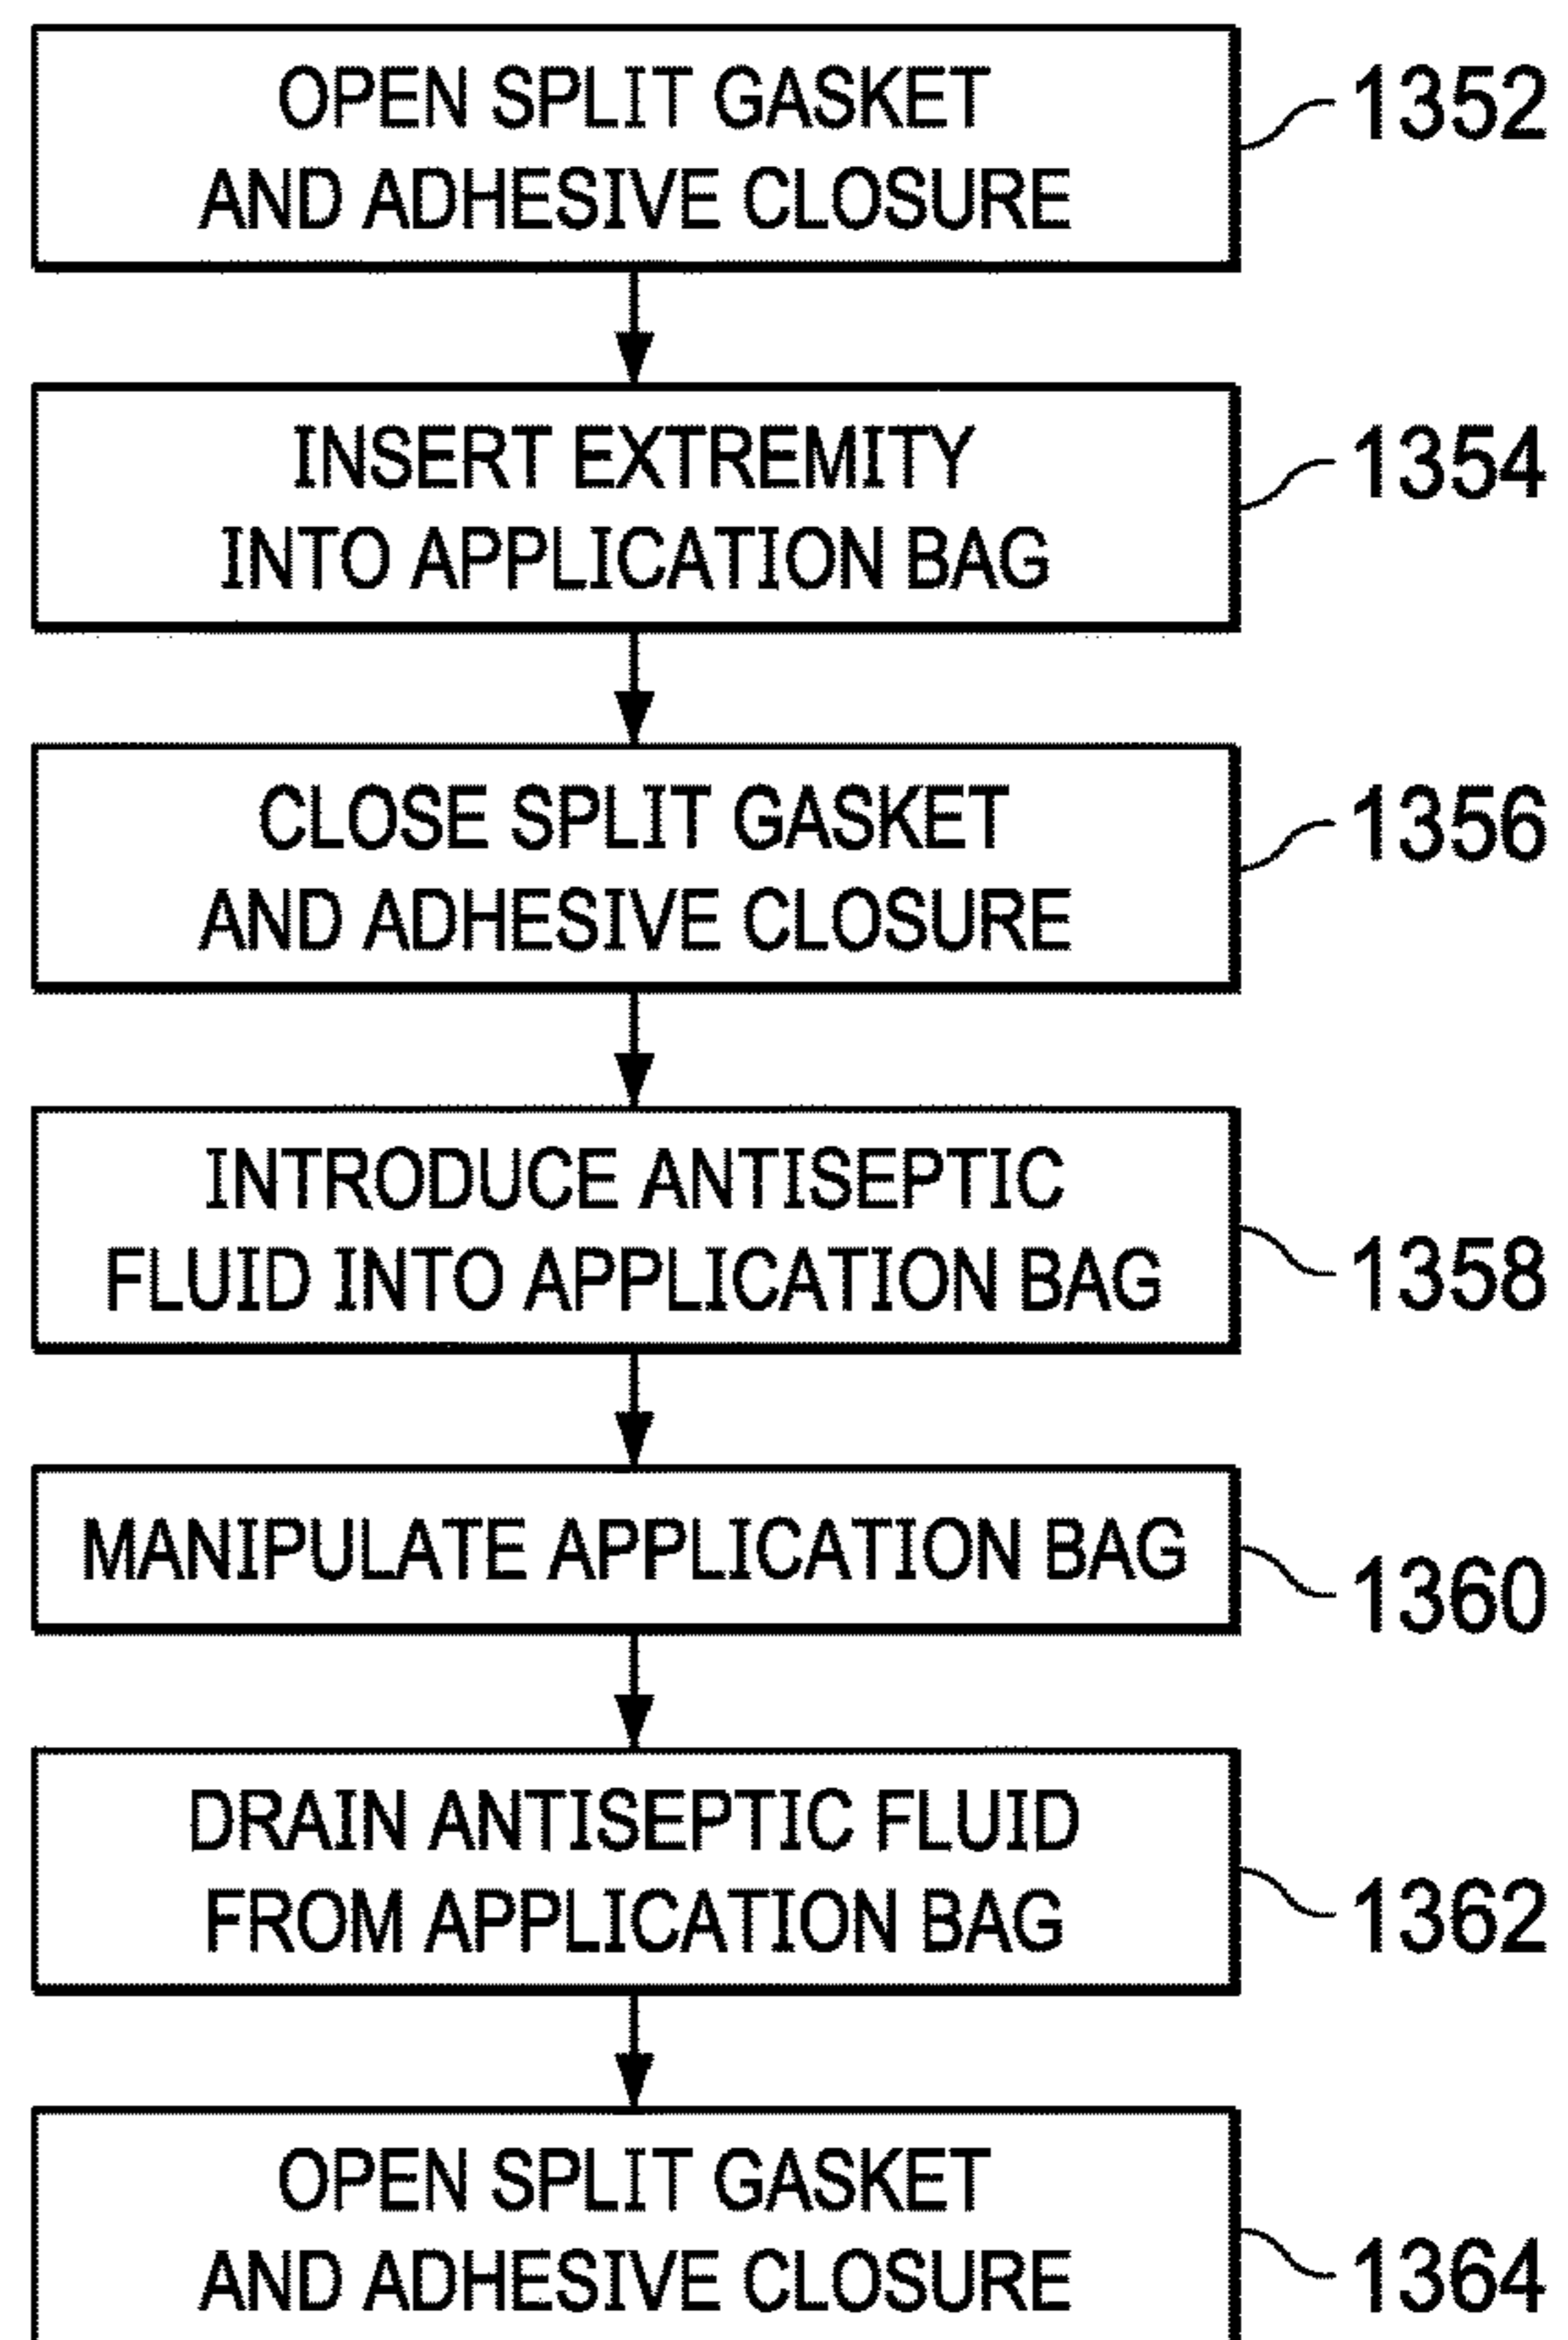 OPEN SPLIT GASKET
AND ADHESIVE CLOSURE
1352
INSERT EXTREMITY
INTO APPLICATION BAG
1354
CLOSE SPLIT GASKET
AND ADHESIVE CLOSURE
1356
INTRODUCE ANTISEPTIC
FLUID INTO APPLICATION BAG
1358
MANIPULATE APPLICATION BAG
1360
DRAIN ANTISEPTIC FLUID
FROM APPLICATION BAG
1362
OPEN SPLIT GASKET
AND ADHESIVE CLOSURE
1364